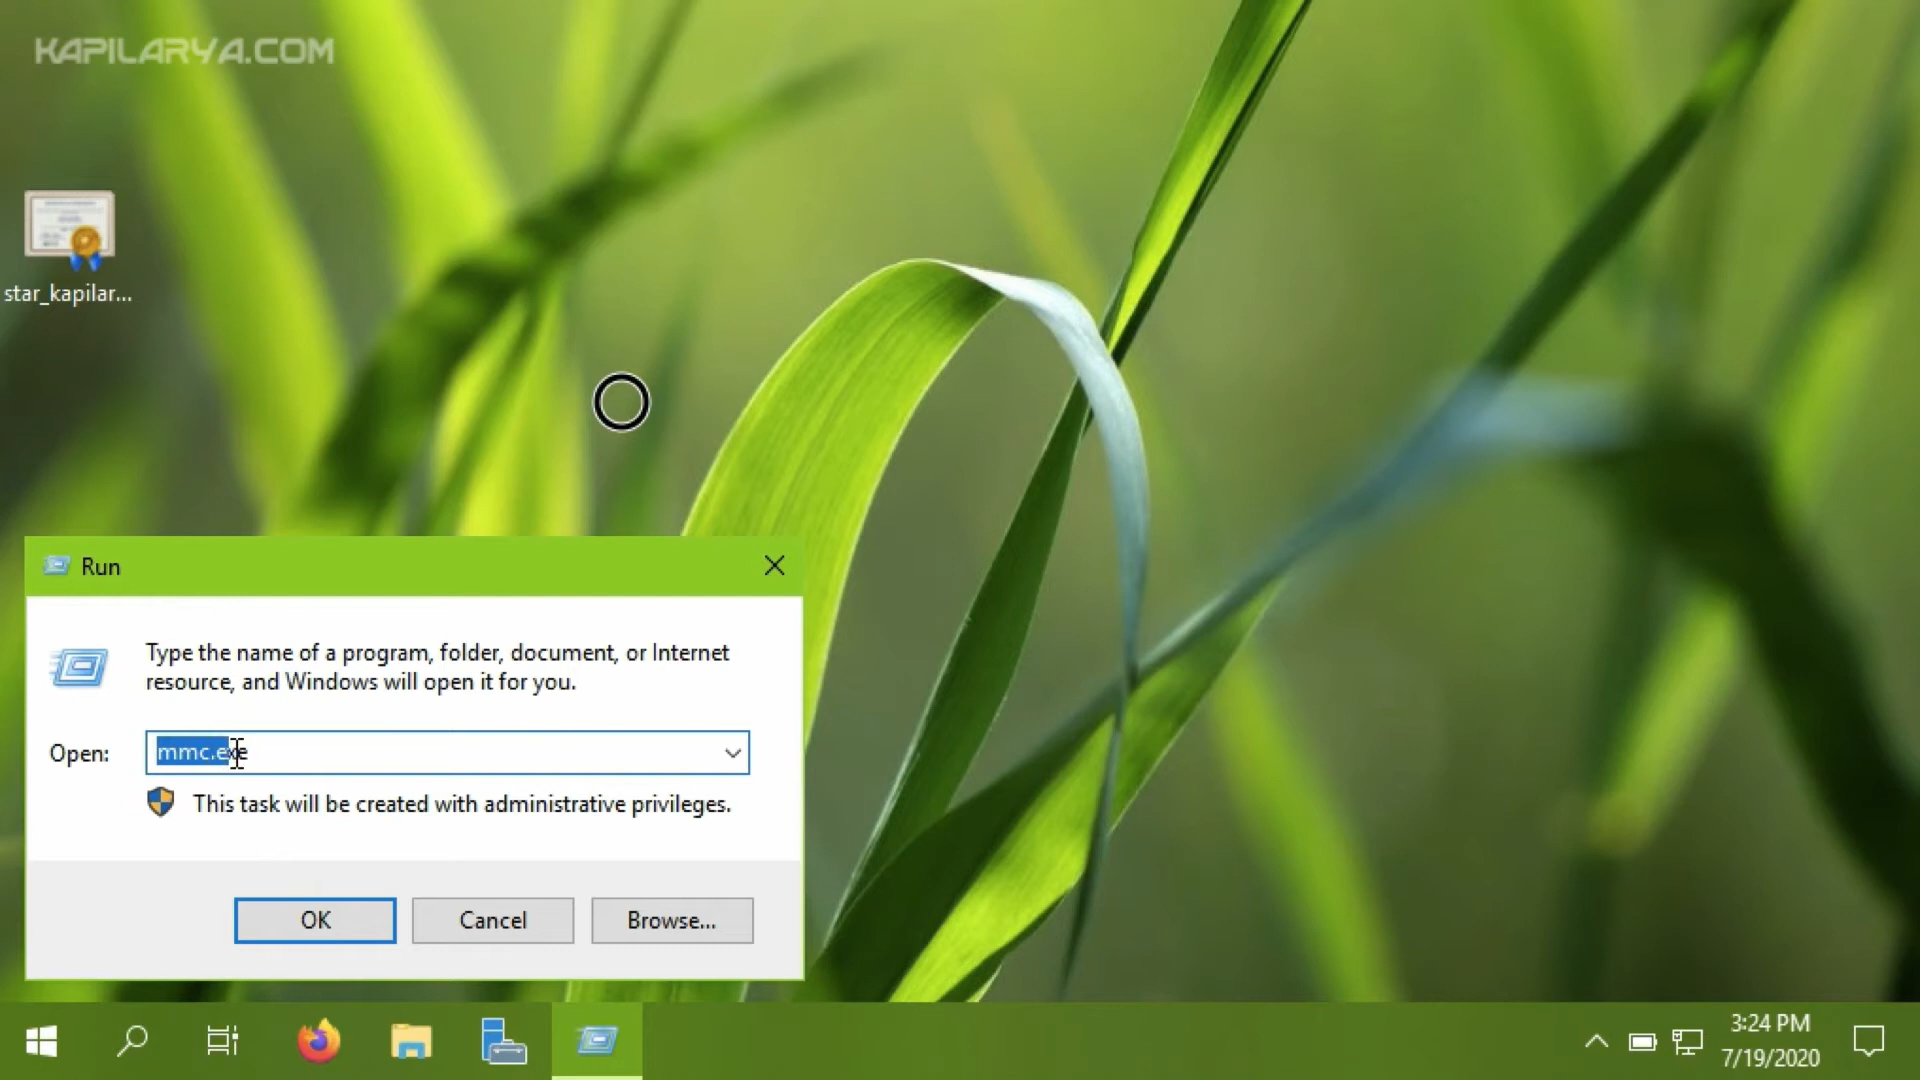 KAPILARYA.COM
star_kapilar...
Run
Type the name of a program, folder, document, or Internet
resource, and Windows will open it for you.
Open:
mmc.exe
This task will be created with administrative privileges.
OK
Cancel
Browse...
3:24 PM
7/19/2020